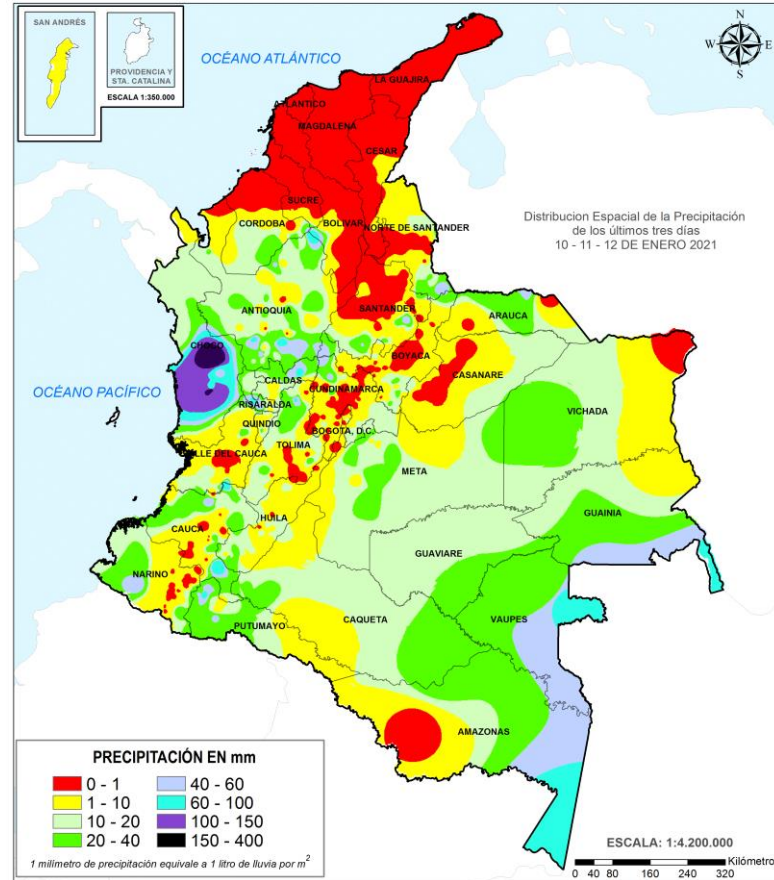 SAN ANDRÉS
PROVIDENCIA Y
STA. CATALINA
ESCALA 1:350.000
OCÉANO ATLÁNTICO
N
W
E
S
LA GUAJIRA
ATLANTICO
MAGDALENA
CESAR
SUCRE
CORDOBA
BOLIVAR
NORTE DE SANTANDER
Distribucion Espacial de la Precipitación
de los últimos tres días
10 - 11 - 12 DE ENERO 2021
SANTANDER
ANTIOQUIA
ARAUCA
CHOCO
BOYACA
OCÉANO PACÍFICO
CALDAS
CUNDINAMARCA
CASANARE
RISARALDA
VICHADA
QUINDIO
BOGOTA, D.C.
TOLIMA
VALLE DEL CAUCA
META
GUAINIA
HUILA
CAUCA
GUAVIARE
NARINO
CAQUETA
VAUPES
PUTUMAYO
AMAZONAS
PRECIPITACIÓN EN mm
0 - 1
40 - 60
1 - 10
60 - 100
10 - 20
100 - 150
20 - 40
150 - 400
1 milímetro de precipitación equivale a 1 litro de lluvia por m²
ESCALA: 1:4.200.000
Kilómetro
0 40 80 160 240 320